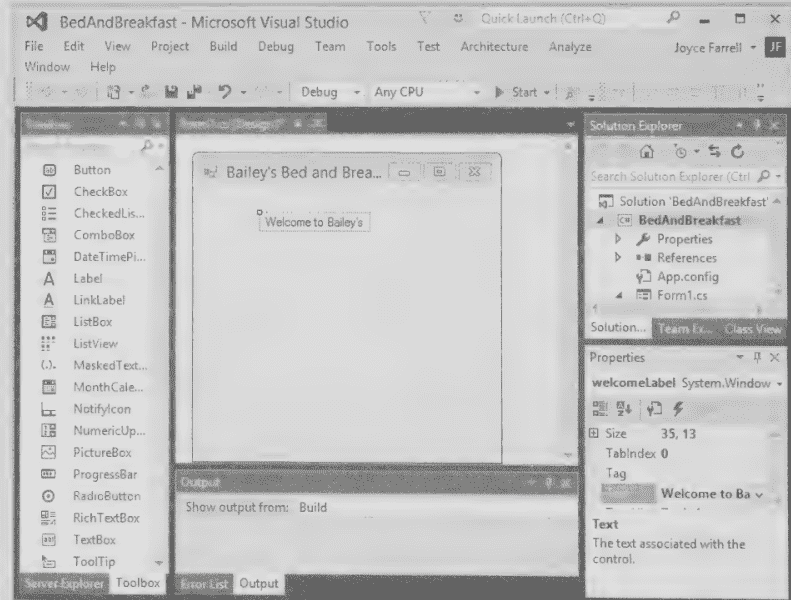 BedAndBreakfast - Microsoft Visual Studio
Quick Launch (Ctrl+Q)
File Edit View Project Build Debug Team Tools Test Architecture Analyze
Joyce Farrell
JF
Window Help
Debug
Any CPU
Start
Button
CheckBox
CheckedLis...
ComboBox
DateTimePi...
Label
LinkLabel
ListBox
ListView
MaskedText...
MonthCale...
NotifyIcon
NumericUp...
PictureBox
ProgressBar
RadioButton
RichTextBox
TextBox
ToolTip
Server Explorer Toolbox
Bailey's Bed and Brea...
Welcome to Bailey's
Output
Show output from: Build
Error List Output
Solution Explorer
Search Solution Explorer (Ctrl
Solution 'BedAndBreakfast'
BedAndBreakfast
Properties
References
App.config
Form1.cs
Solution... Team Ex... Class View
Properties
welcomeLabel System.Window
Size 35, 13
TabIndex 0
Tag
Welcome to Ba
Text
The text associated with the
control.